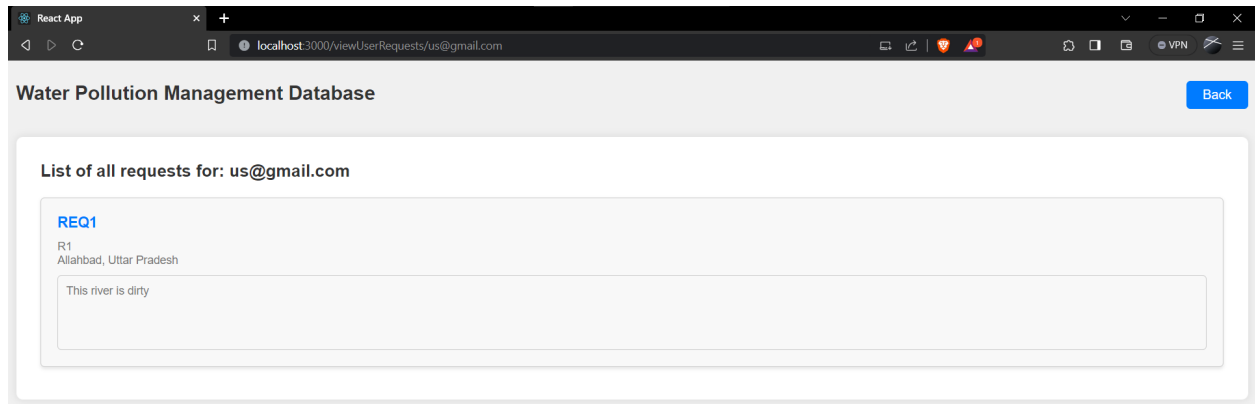 React App
localhost:3000/viewUserRequests/us@gmail.com
1
VPN
Water Pollution Management Database
Back
List of all requests for: us@gmail.com
REQ1
R1
Allahbad, Uttar Pradesh
This river is dirty